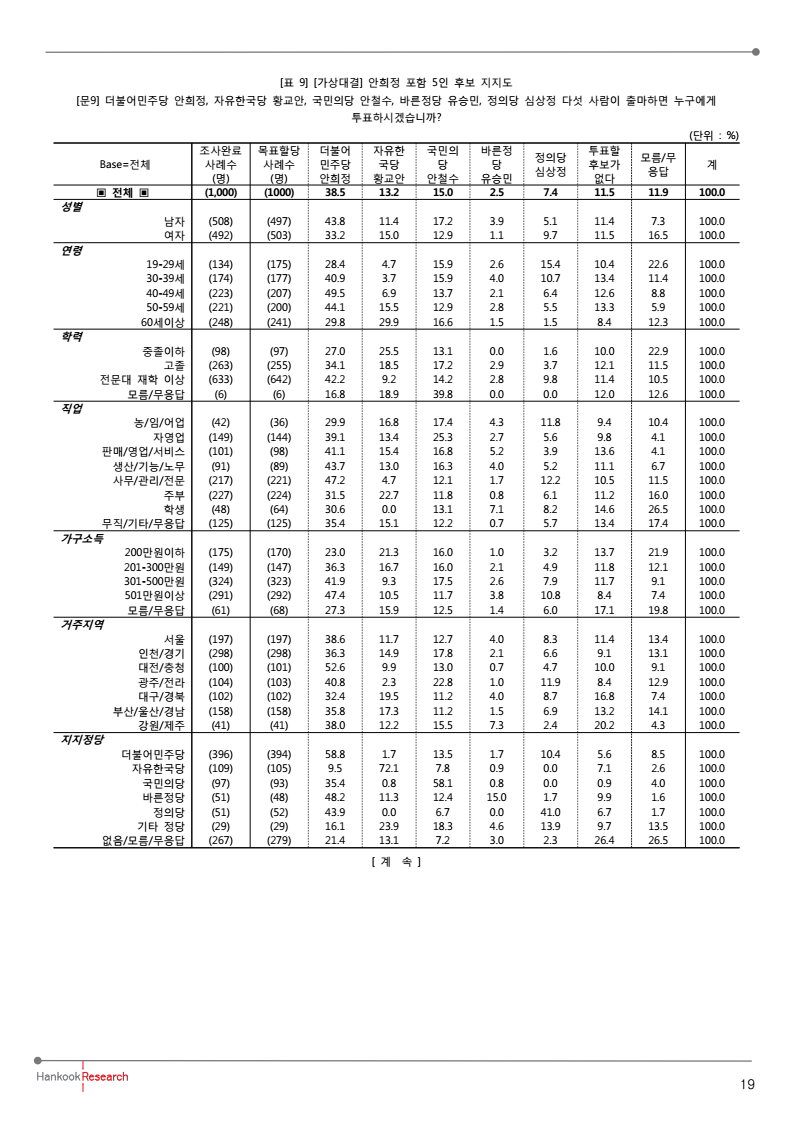 [표 9] [가상대결] 안희정 포함 5인 후보 지지도
[문9] 더불어민주당 안희정, 자유한국당 황교안, 국민의당 안철수, 바른정당 유승민, 정의당 심상정 다섯 사람이 출마하면 누구에게
투표하시겠습니까?
(단위 : %)
Base=전체 조사완료 사례수 (명) 목표할당 사례수 (명) 더불어 민주당 안희정 자유한 국당 황교안 국민의 당 안철수 바른정 당 유승민 정의당 심상정 투표할 후보가 없다 모름/무 응답 계
▣ 전체 ▣ (1,000) (1000) 38.5 13.2 15.0 2.5 7.4 11.5 11.9 100.0
성별
남자 (508) (497) 43.8 11.4 17.2 3.9 5.1 11.4 7.3 100.0
여자 (492) (503) 33.2 15.0 12.9 1.1 9.7 11.5 16.5 100.0
연령
19-29세 (134) (175) 28.4 4.7 15.9 2.6 15.4 10.4 22.6 100.0
30-39세 (174) (177) 40.9 3.7 15.9 4.0 10.7 13.4 11.4 100.0
40-49세 (223) (207) 49.5 6.9 13.7 2.1 6.4 12.6 8.8 100.0
50-59세 (221) (200) 44.1 15.5 12.9 2.8 5.5 13.3 5.9 100.0
60세이상 (248) (241) 29.8 29.9 16.6 1.5 1.5 8.4 12.3 100.0
학력
중졸이하 (98) (97) 27.0 25.5 13.1 0.0 1.6 10.0 22.9 100.0
고졸 (263) (255) 34.1 18.5 17.2 2.9 3.7 12.1 11.5 100.0
전문대 재학 이상 (633) (642) 42.2 9.2 14.2 2.8 9.8 11.4 10.5 100.0
모름/무응답 (6) (6) 16.8 18.9 39.8 0.0 0.0 12.0 12.6 100.0
직업
농/임/어업 (42) (36) 29.9 16.8 17.4 4.3 11.8 9.4 10.4 100.0
자영업 (149) (144) 39.1 13.4 25.3 2.7 5.6 9.8 4.1 100.0
판매/영업/서비스 (101) (98) 41.1 15.4 16.8 5.2 3.9 13.6 4.1 100.0
생산/기능/노무 (91) (89) 43.7 13.0 16.3 4.0 5.2 11.1 6.7 100.0
사무/관리/전문 (217) (221) 47.2 4.7 12.1 1.7 12.2 10.5 11.5 100.0
주부 (227) (224) 31.5 22.7 11.8 0.8 6.1 11.2 16.0 100.0
학생 (48) (64) 30.6 0.0 13.1 7.1 8.2 14.6 26.5 100.0
무직/기타/무응답 (125) (125) 35.4 15.1 12.2 0.7 5.7 13.4 17.4 100.0
가구소득
200만원이하 (175) (170) 23.0 21.3 16.0 1.0 3.2 13.7 21.9 100.0
201-300만원 (149) (147) 36.3 16.7 16.0 2.1 4.9 11.8 12.1 100.0
301-500만원 (324) (323) 41.9 9.3 17.5 2.6 7.9 11.7 9.1 100.0
501만원이상 (291) (292) 47.4 10.5 11.7 3.8 10.8 8.4 7.4 100.0
모름/무응답 (61) (68) 27.3 15.9 12.5 1.4 6.0 17.1 19.8 100.0
거주지역
서울 (197) (197) 38.6 11.7 12.7 4.0 8.3 11.4 13.4 100.0
인천/경기 (298) (298) 36.3 14.9 17.8 2.1 6.6 9.1 13.1 100.0
대전/충청 (100) (101) 52.6 9.9 13.0 0.7 4.7 10.0 9.1 100.0
광주/전라 (104) (103) 40.8 2.3 22.8 1.0 11.9 8.4 12.9 100.0
대구/경북 (102) (102) 32.4 19.5 11.2 4.0 8.7 16.8 7.4 100.0
부산/울산/경남 (158) (158) 35.8 17.3 11.2 1.5 6.9 13.2 14.1 100.0
강원/제주 (41) (41) 38.0 12.2 15.5 7.3 2.4 20.2 4.3 100.0
지지정당
더불어민주당 (396) (394) 58.8 1.7 13.5 1.7 10.4 5.6 8.5 100.0
자유한국당 (109) (105) 9.5 72.1 7.8 0.9 0.0 7.1 2.6 100.0
국민의당 (97) (93) 35.4 0.8 58.1 0.8 0.0 0.9 4.0 100.0
바른정당 (51) (48) 48.2 11.3 12.4 15.0 1.7 9.9 1.6 100.0
정의당 (51) (52) 43.9 0.0 6.7 0.0 41.0 6.7 1.7 100.0
기타 정당 (29) (29) 16.1 23.9 18.3 4.6 13.9 9.7 13.5 100.0
없음/모름/무응답 (267) (279) 21.4 13.1 7.2 3.0 2.3 26.4 26.5 100.0
[ 계 속 ]
Hankook Research
19